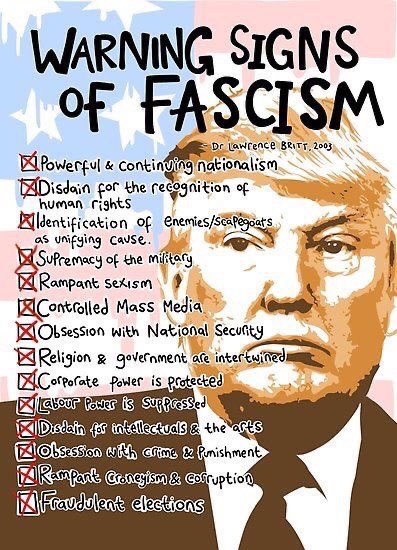 WARNING SIGNS
OF FASCISM
- Dr Lawrence Britt, 2003
Powerful & continuing nationalism
Disdain for the recognition of
human rights
Identification of enemies/scapegoats
as unifying cause.
Supremacy of the military
Rampant sexism
Controlled Mass Media
Obsession with National Security
Religion & government are intertwined
Corporate power is protected
Labour Power is suppressed
Disdain for intellectuals & the arts
Obsession with crime & Punishment
Rampant cronyism & corruption
Fraudulent elections